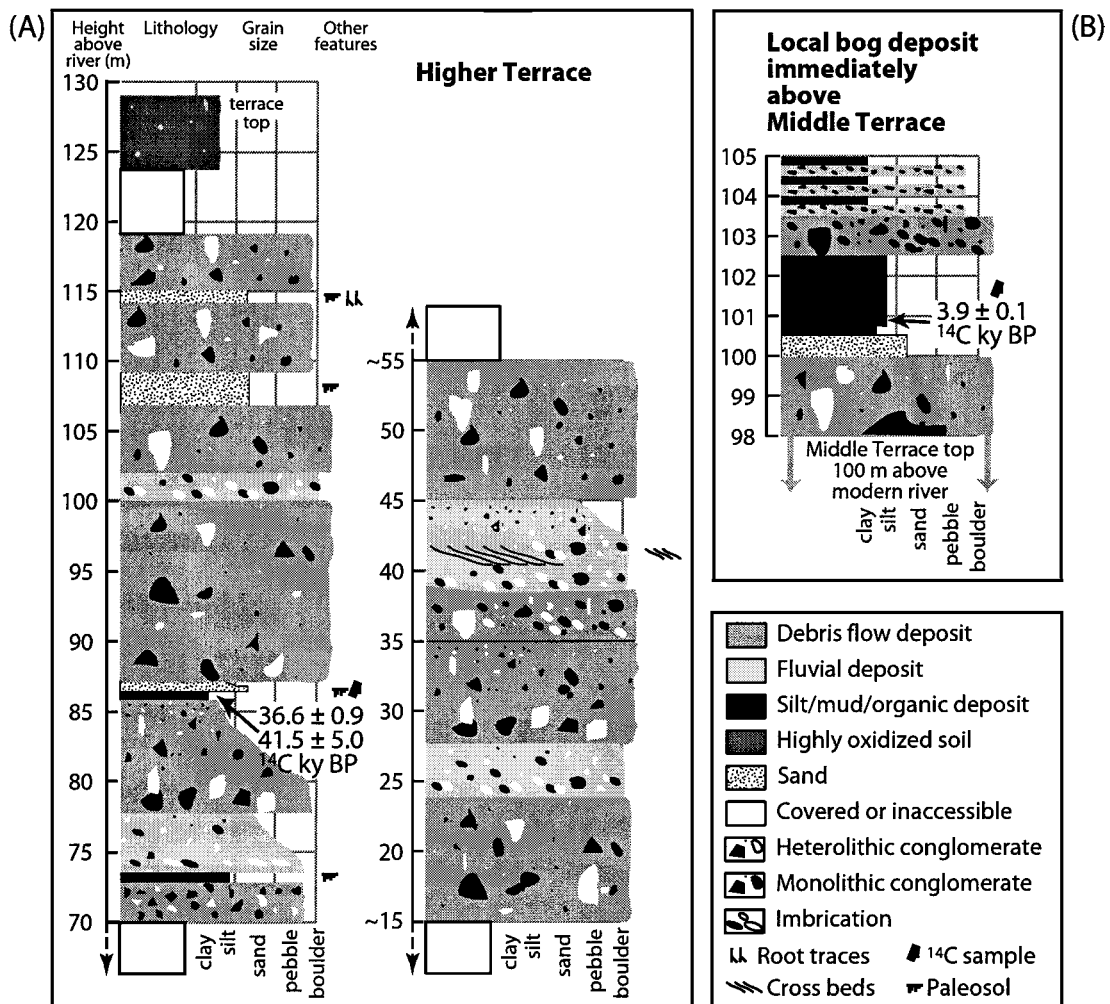 (A)
Height above river (m)
Lithology
Grain size
Other features
Higher Terrace
130
125
120
115
110
105
100
95
90
85
80
75
70
terrace top
36.6 ± 0.9
41.5 ± 5.0
14C ky BP
clay
silt
sand
pebble
boulder
~55
50
45
40
35
30
25
20
~15
clay
silt
sand
pebble
boulder
(B)
Local bog deposit
immediately
above
Middle Terrace
105
104
103
102
101
100
99
98
3.9 ± 0.1
14C ky BP
Middle Terrace top
100 m above
modern river
clay
silt
sand
pebble
boulder
Debris flow deposit
Fluvial deposit
Silt/mud/organic deposit
Highly oxidized soil
Sand
Covered or inaccessible
Heterolithic conglomerate
Monolithic conglomerate
Imbrication
Root traces
14C sample
Cross beds
Paleosol